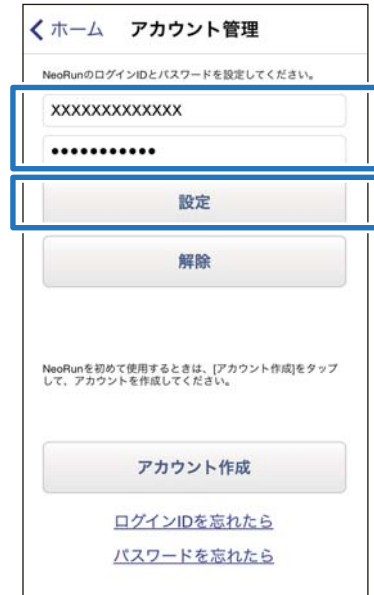 ホーム アカウント管理
NeoRunのログインIDとパスワードを設定してください。
XXXXXXXXXXXXX
●●●●●●●●●●●
設定
解除
NeoRunを初めて使用するときは、[アカウント作成]をタップ
して、アカウントを作成してください。
アカウント作成
ログインIDを忘れたら
パスワードを忘れたら